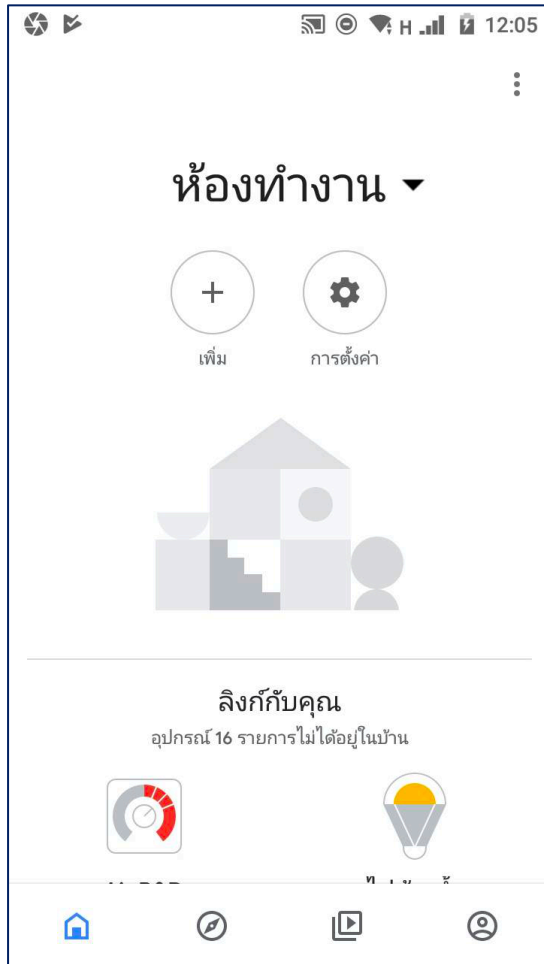 H 12:05
ห้องทำงาน
เพิ่ม การตั้งค่า
ลิงก์กับคุณ
อุปกรณ์ 16 รายการไม่ได้อยู่ในบ้าน